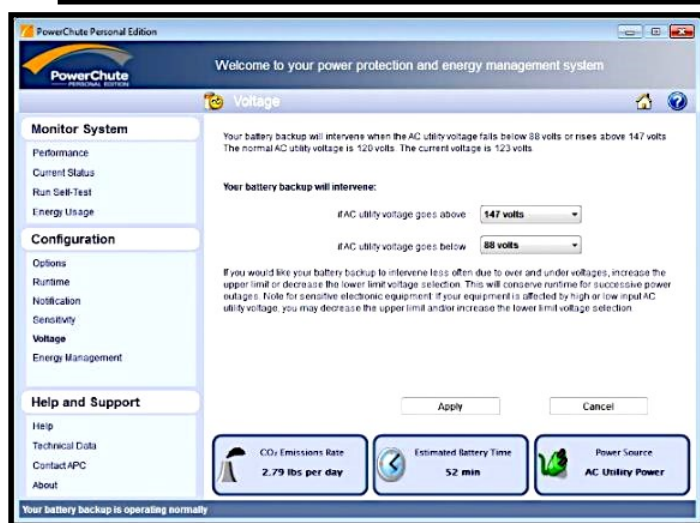 PowerChute Personal Edition
PowerChute
PERSONAL EDITION
Welcome to your power protection and energy management system
Voltage
Monitor System
Performance
Current Status
Run Self-Test
Energy Usage
Configuration
Options
Runtime
Notification
Sensitivity
Voltage
Energy Management
Help and Support
Help
Technical Data
Contact APC
About
Your battery backup will intervene when the AC utility voltage falls below 88 volts or rises above 147 volts
The normal AC utility voltage is 120 volts. The current voltage is 123 volts
Your battery backup will intervene:
if AC utility voltage goes above 147 volts
if AC utility voltage goes below 88 volts
If you would like your battery backup to intervene less often due to over and under voltages, increase the
upper limit or decrease the lower limit voltage selection. This will conserve runtime for successive power
outages. Note for sensitive electronic equipment: If your equipment is affected by high or low input AC
utility voltage, you may decrease the upper limit and/or increase the lower limit voltage selection
Apply Cancel
CO₂ Emissions Rate
2.79 lbs per day
Estimated Battery Time
52 min
Power Source
AC Utility Power
Your battery backup is operating normally